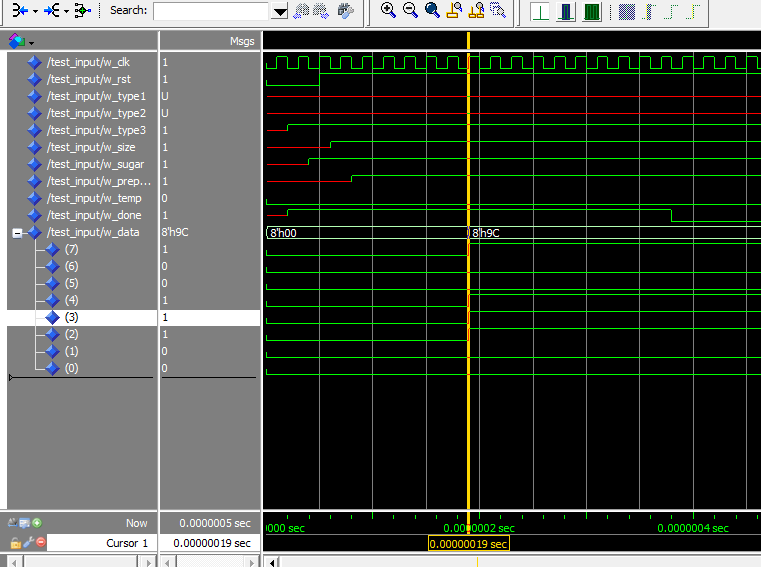 Search:
Msgs
/test_input/w_clk 1
/test_input/w_rst 1
/test_input/w_type1 U
/test_input/w_type2 U
/test_input/w_type3 1
/test_input/w_size 1
/test_input/w_sugar 1
/test_input/w_prep... 1
/test_input/w_temp 0
/test_input/w_done 1
/test_input/w_data 8'h9C 8'h00 8'h9C
(7) 1
(6) 0
(5) 0
(4) 1
(3) 1
(2) 1
(1) 0
(0) 0
Now 0.0000005 sec 0000 sec 0.0000002 sec 0.0000004 sec
Cursor 1 0.00000019 sec 0.00000019 sec